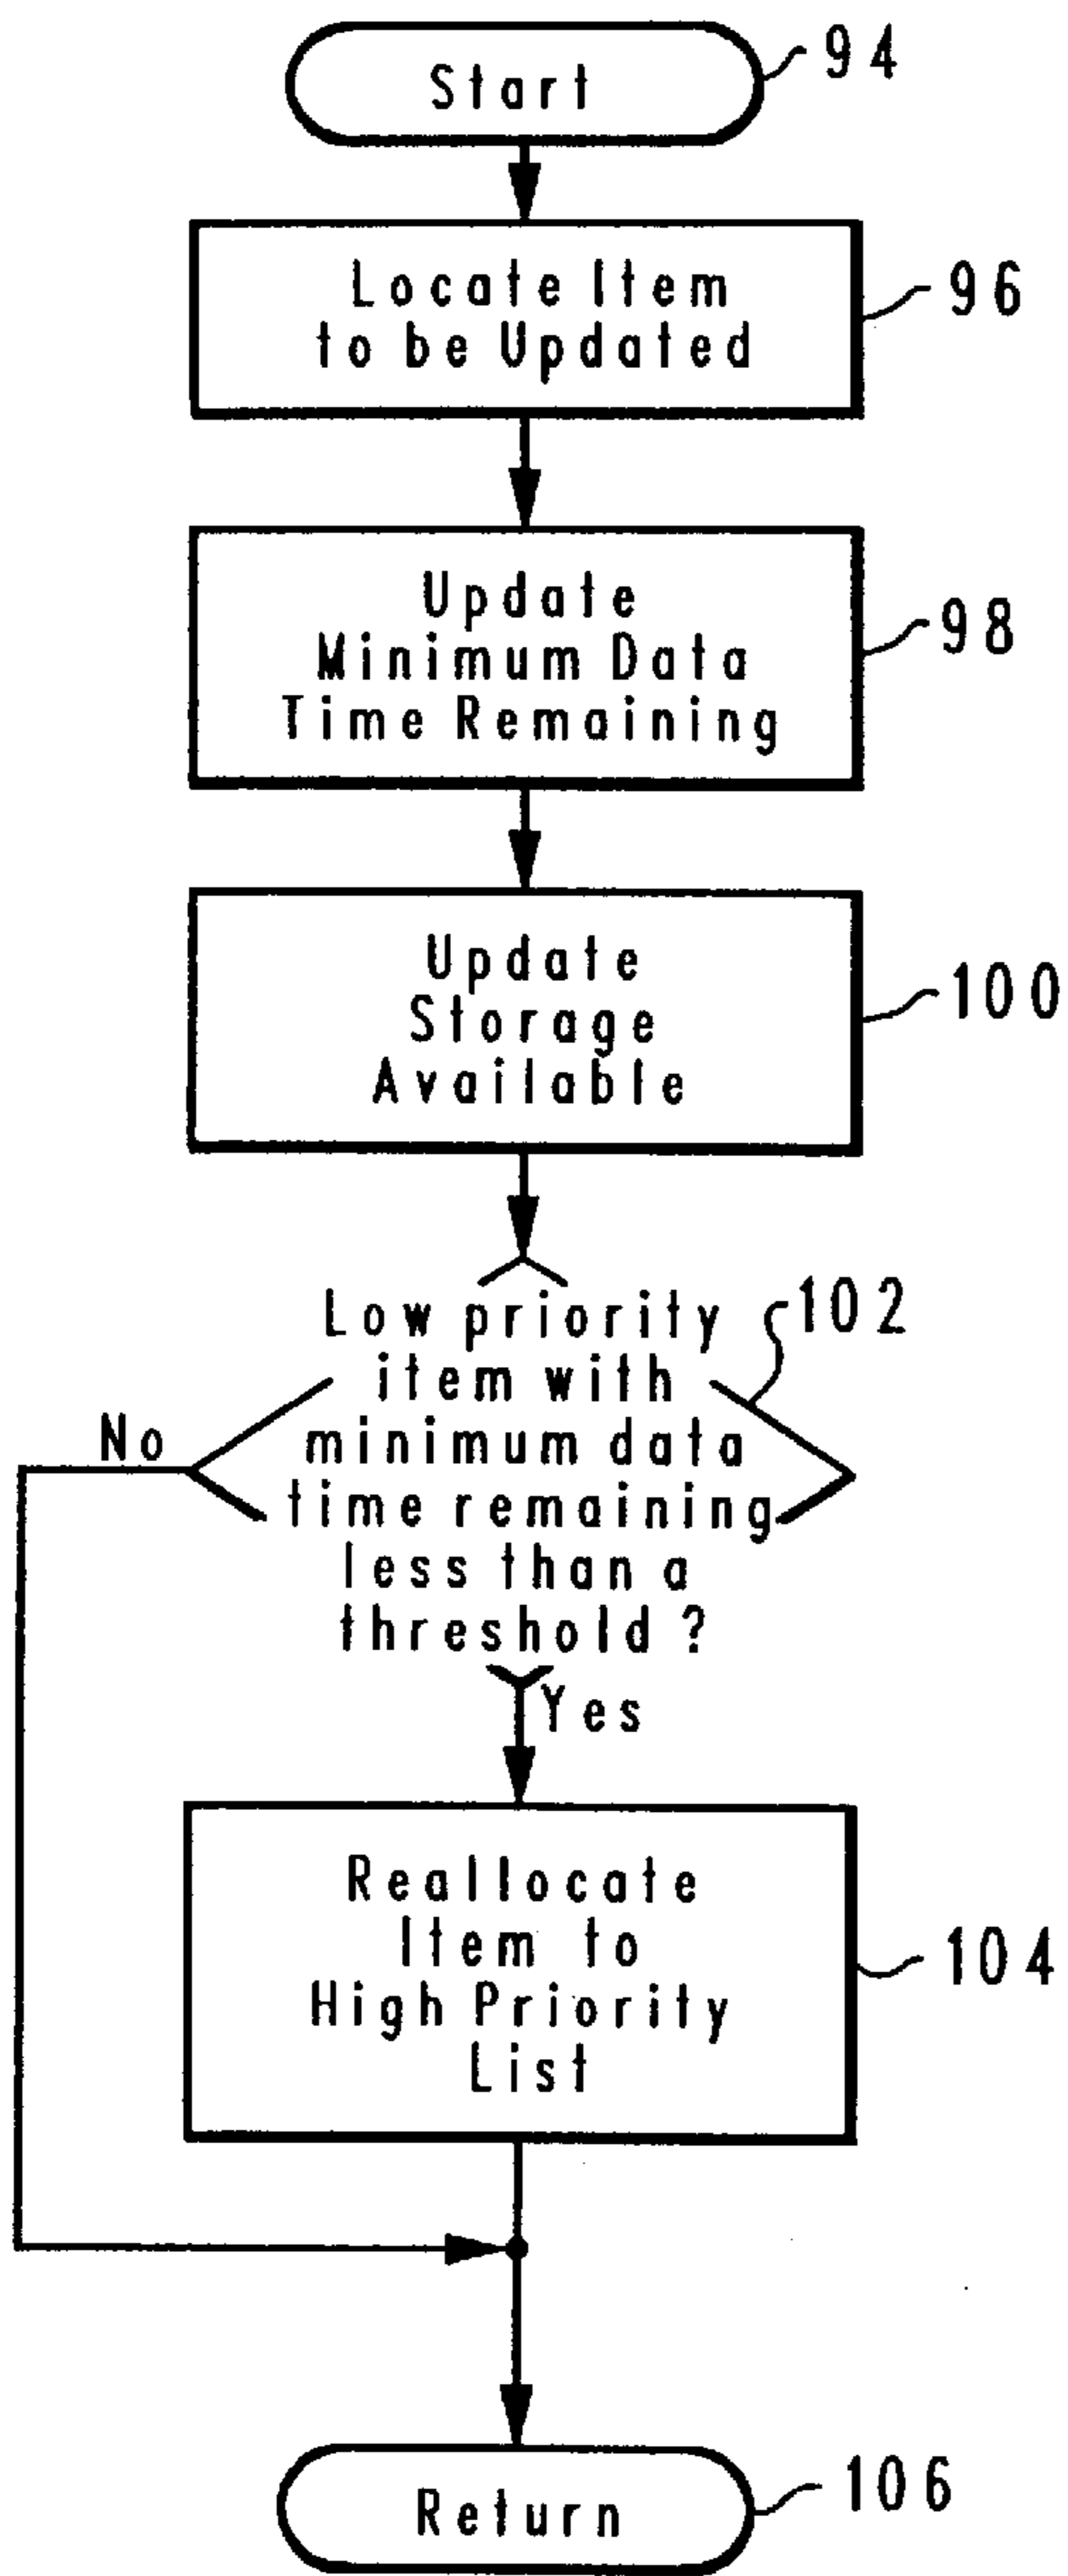 Start
94
Locate Item
to be Updated
96
Update
Minimum Data
Time Remaining
98
Update
Storage
Available
100
Low priority
item with
minimum data
time remaining
less than a
threshold?
102
No
Yes
Reallocate
Item to
High Priority
List
104
Return
106